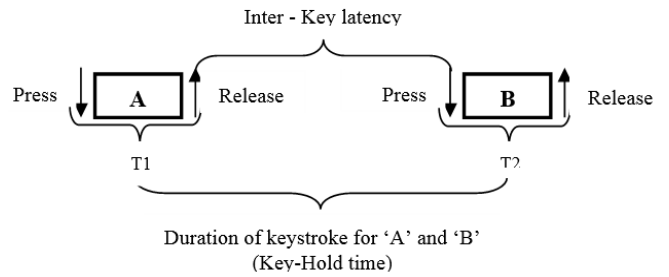 Inter - Key latency
Press A Release Press B Release
T1 T2
Duration of keystroke for ‘A’ and ‘B’
(Key-Hold time)